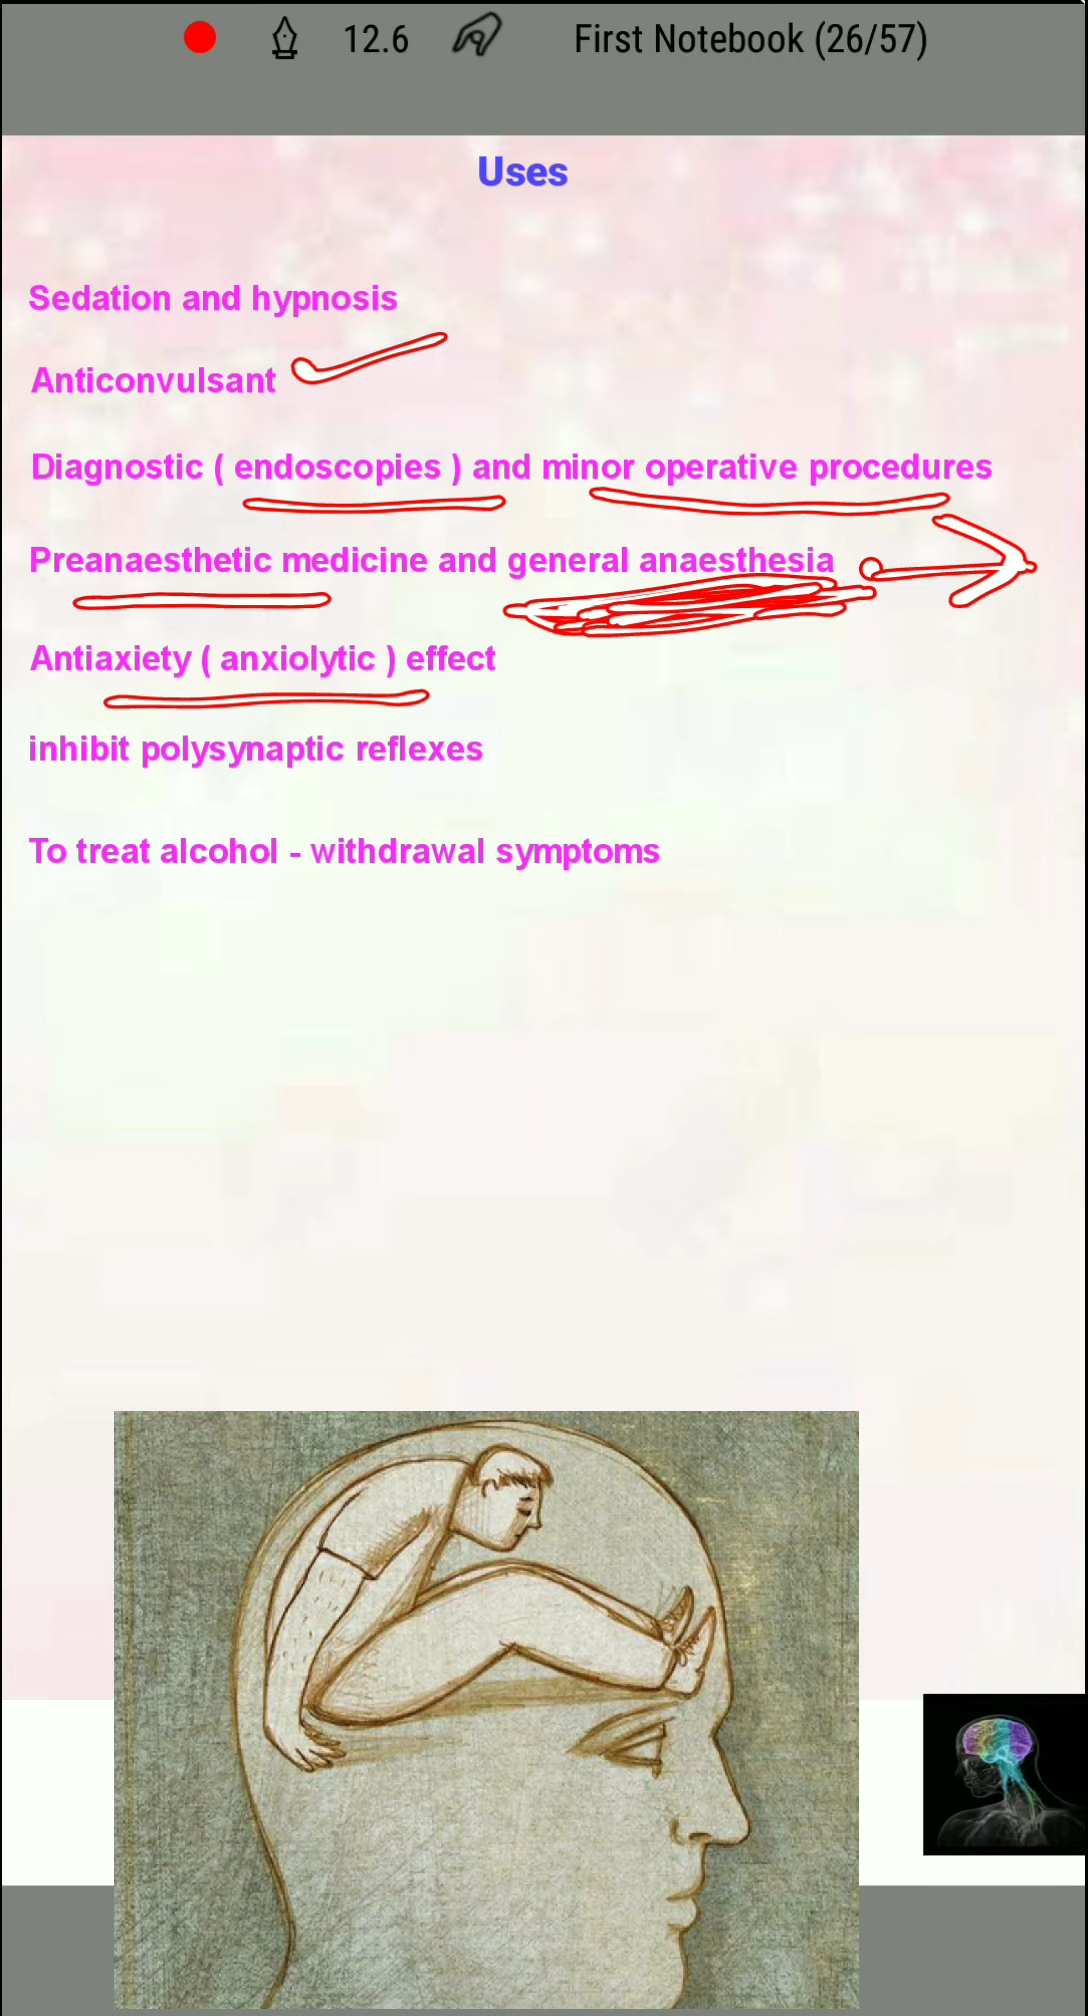 12.6 First Notebook (26/57)
Uses
Sedation and hypnosis
Anticonvulsant
Diagnostic ( endoscopies ) and minor operative procedures
Preanaesthetic medicine and general anaesthesia
Antiaxiety ( anxiolytic ) effect
inhibit polysynaptic reflexes
To treat alcohol - withdrawal symptoms